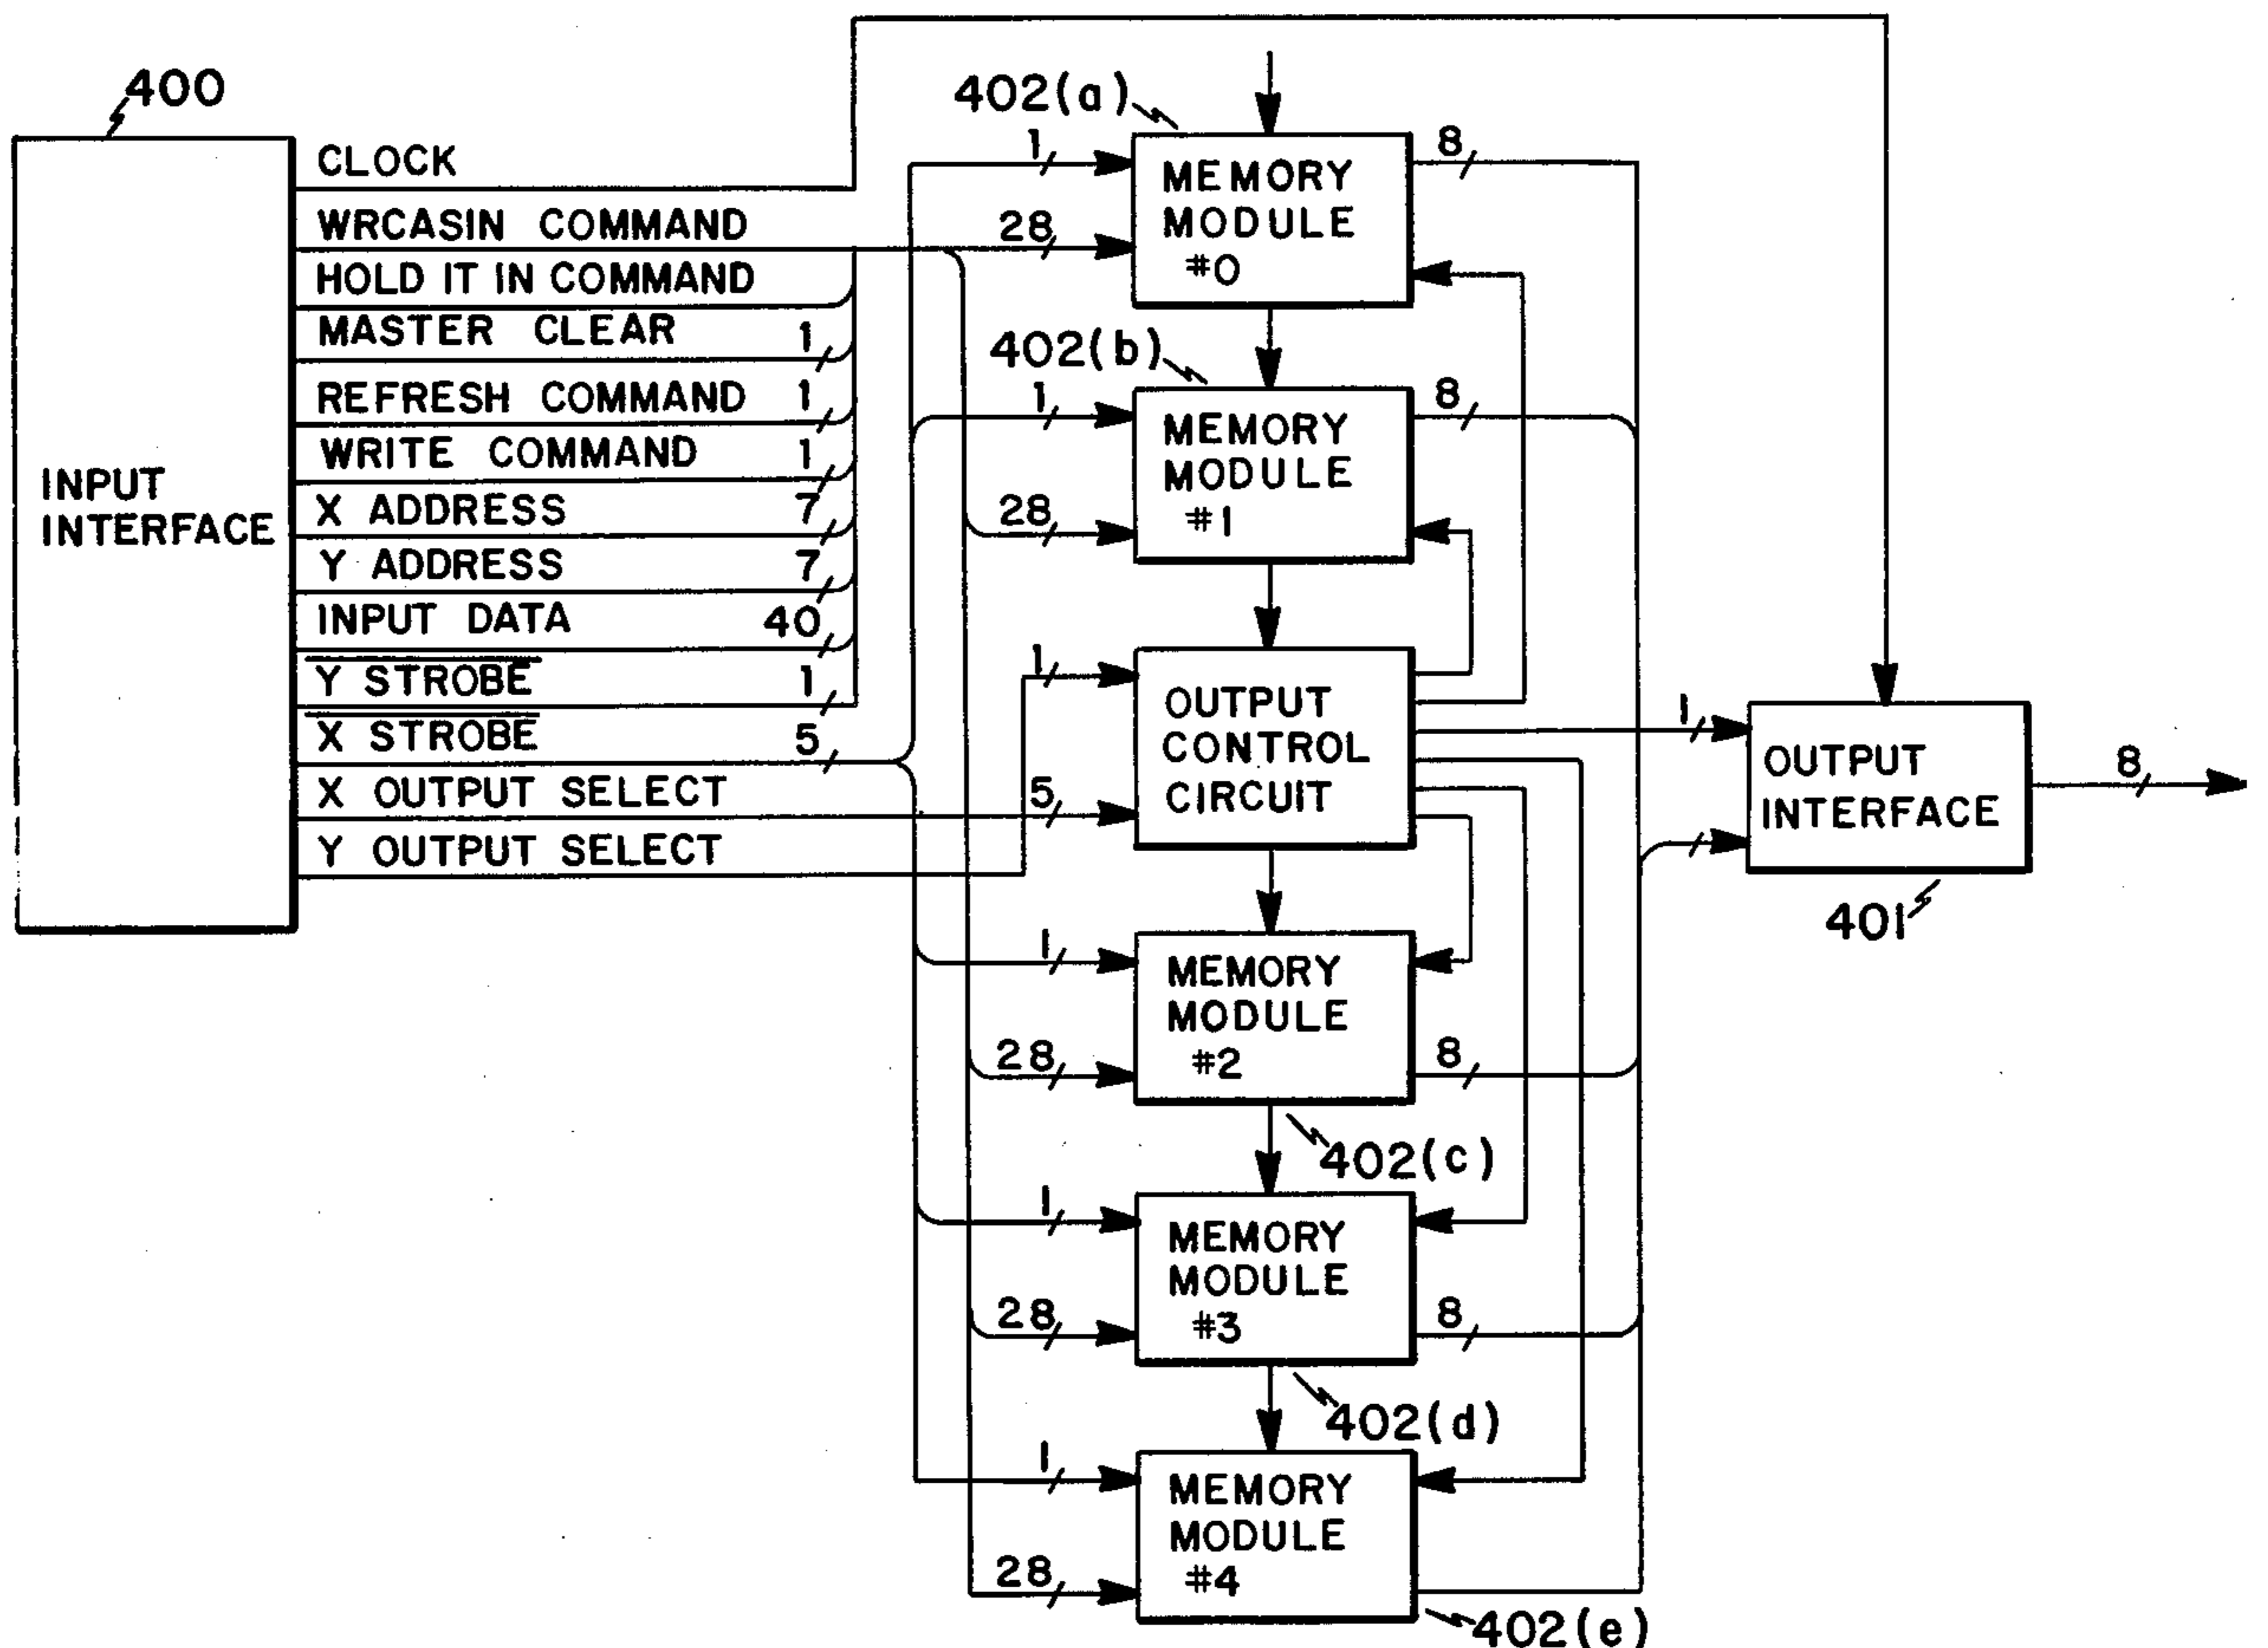 400
CLOCK
WRCASIN COMMAND
HOLD IT IN COMMAND
MASTER CLEAR 1
REFRESH COMMAND 1
WRITE COMMAND 1
X ADDRESS 7
Y ADDRESS 7
INPUT DATA 40
Y STROBE 1
X STROBE 5
X OUTPUT SELECT
Y OUTPUT SELECT
INPUT
INTERFACE
402(a)
1
28
MEMORY
MODULE
#0
8
402(b)
1
28
MEMORY
MODULE
#1
8
1
5
OUTPUT
CONTROL
CIRCUIT
1
OUTPUT
INTERFACE
8
401
1
28
MEMORY
MODULE
#2
8
402(c)
1
28
MEMORY
MODULE
#3
8
402(d)
1
28
MEMORY
MODULE
#4
402(e)